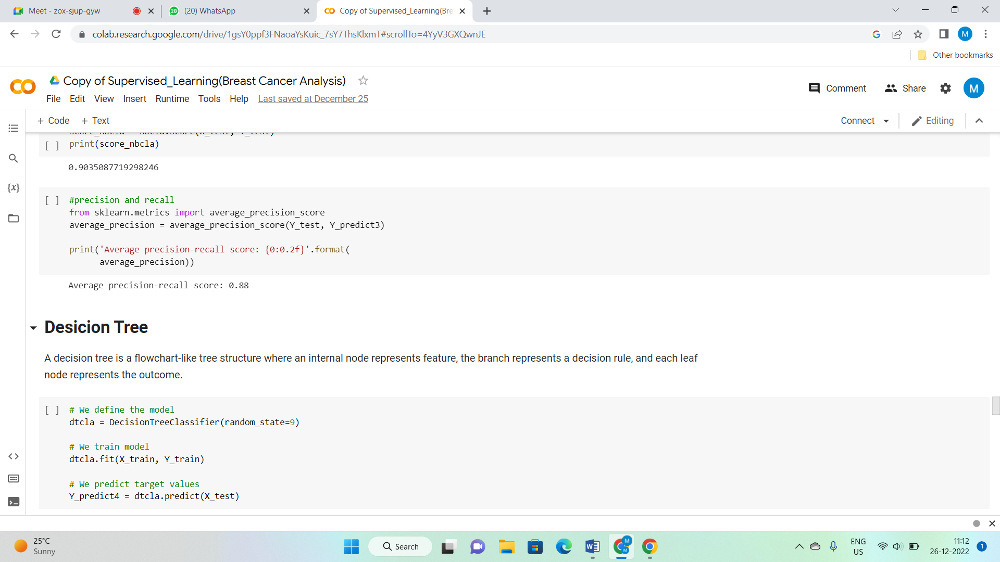 Meet - zox-sjup-gyw
20
(20) WhatsApp
Copy of Supervised_Learning(Bre
colab.research.google.com/drive/1gsY0ppf3FNaoaYsKuic_7sY7ThsKlxmT#scrollTo=4YyV3GXQwnJE
M
Other bookmarks
Copy of Supervised_Learning(Breast Cancer Analysis)
File Edit View Insert Runtime Tools Help Last saved at December 25
Comment Share M
+ Code + Text
Connect Editing
score_nbcla = nbcla.score(X_test, Y_test)
[ ] print(score_nbcla)
0.9035087719298246
{x}
[ ] #precision and recall
from sklearn.metrics import average_precision_score
average_precision = average_precision_score(Y_test, Y_predict3)
print('Average precision-recall score: {0:0.2f}'.format(
average_precision))
Average precision-recall score: 0.88
Desicion Tree
A decision tree is a flowchart-like tree structure where an internal node represents feature, the branch represents a decision rule, and each leaf
node represents the outcome.
[ ] # We define the model
dtcla = DecisionTreeClassifier(random_state=9)
# We train model
dtcla.fit(X_train, Y_train)
# We predict target values
Y_predict4 = dtcla.predict(X_test)
25°C
Sunny
Search
W
M
M
ENG
US
11:12
26-12-2022
1